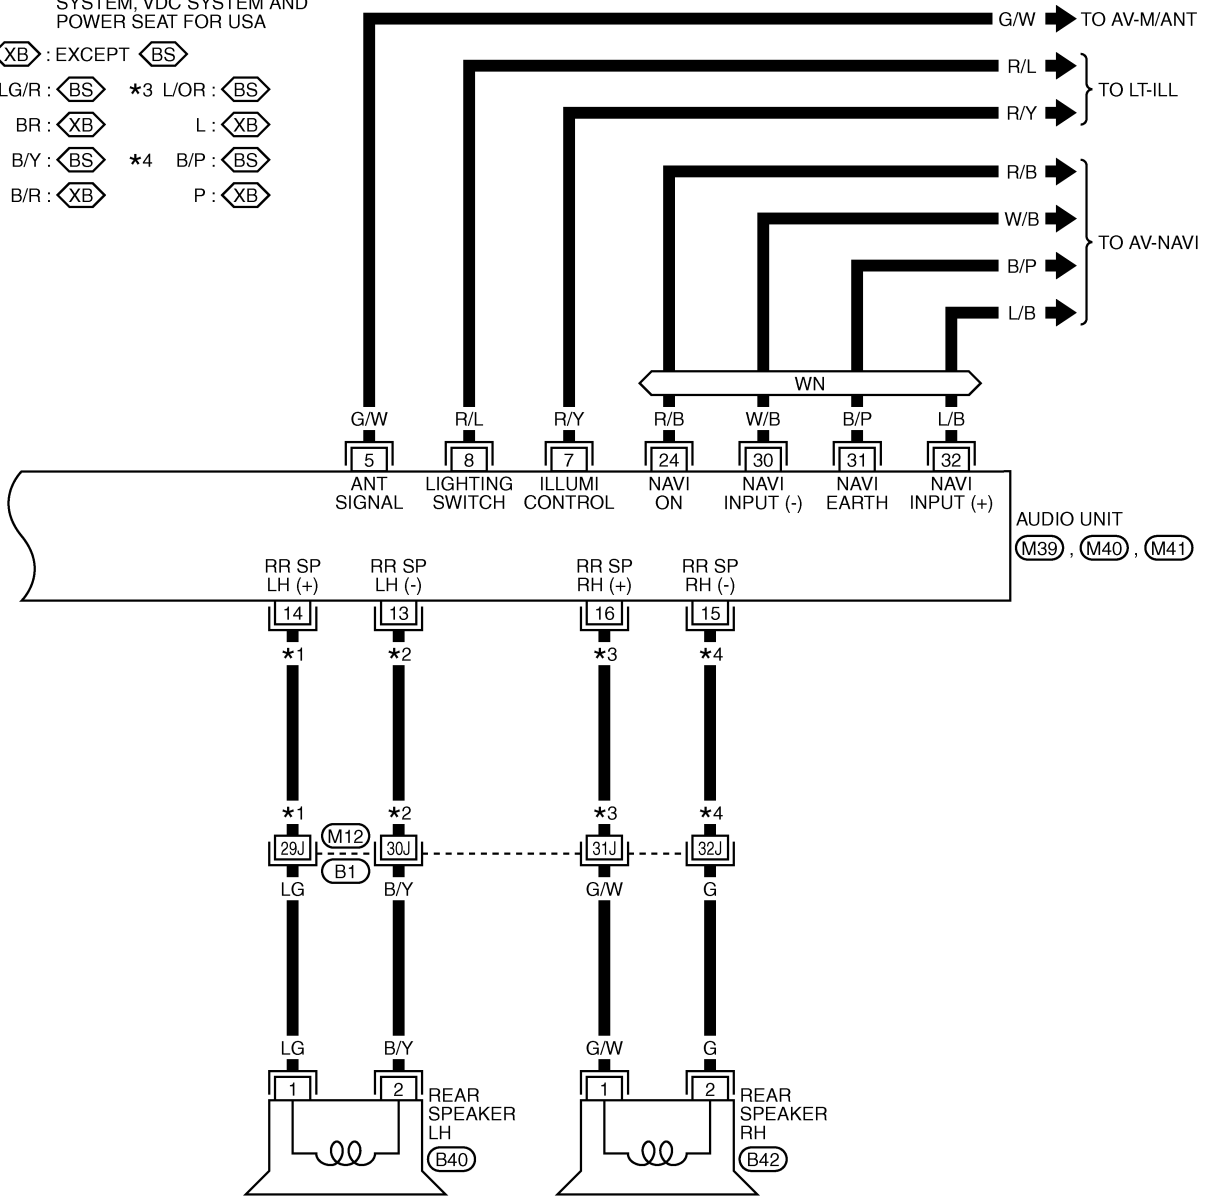 SYSTEM, VDC SYSTEM AND
POWER SEAT FOR USA
XB : EXCEPT BS
LG/R : BS *3 L/OR : BS
BR : XB L : XB
B/Y : BS *4 B/P : BS
B/R : XB P : XB
G/W TO AV-M/ANT
R/L
TO LT-ILL
R/Y
R/B
W/B
TO AV-NAVI
B/P
L/B
WN
G/W R/L R/Y R/B W/B B/P L/B
5 8 7 24 30 31 32
ANT LIGHTING ILLUMI NAVI NAVI NAVI NAVI
SIGNAL SWITCH CONTROL ON INPUT (-) EARTH INPUT (+)
AUDIO UNIT
M39 , M40 , M41
RR SP RR SP RR SP RR SP
LH (+) LH (-) RH (+) RH (-)
14 13 16 15
*1 *2 *3 *4
*1 *2 *3 *4
M12
29J 30J 31J 32J
B1
LG B/Y G/W G
LG B/Y G/W G
1 2 1 2
REAR
SPEAKER
LH
B40
REAR
SPEAKER
RH
B42